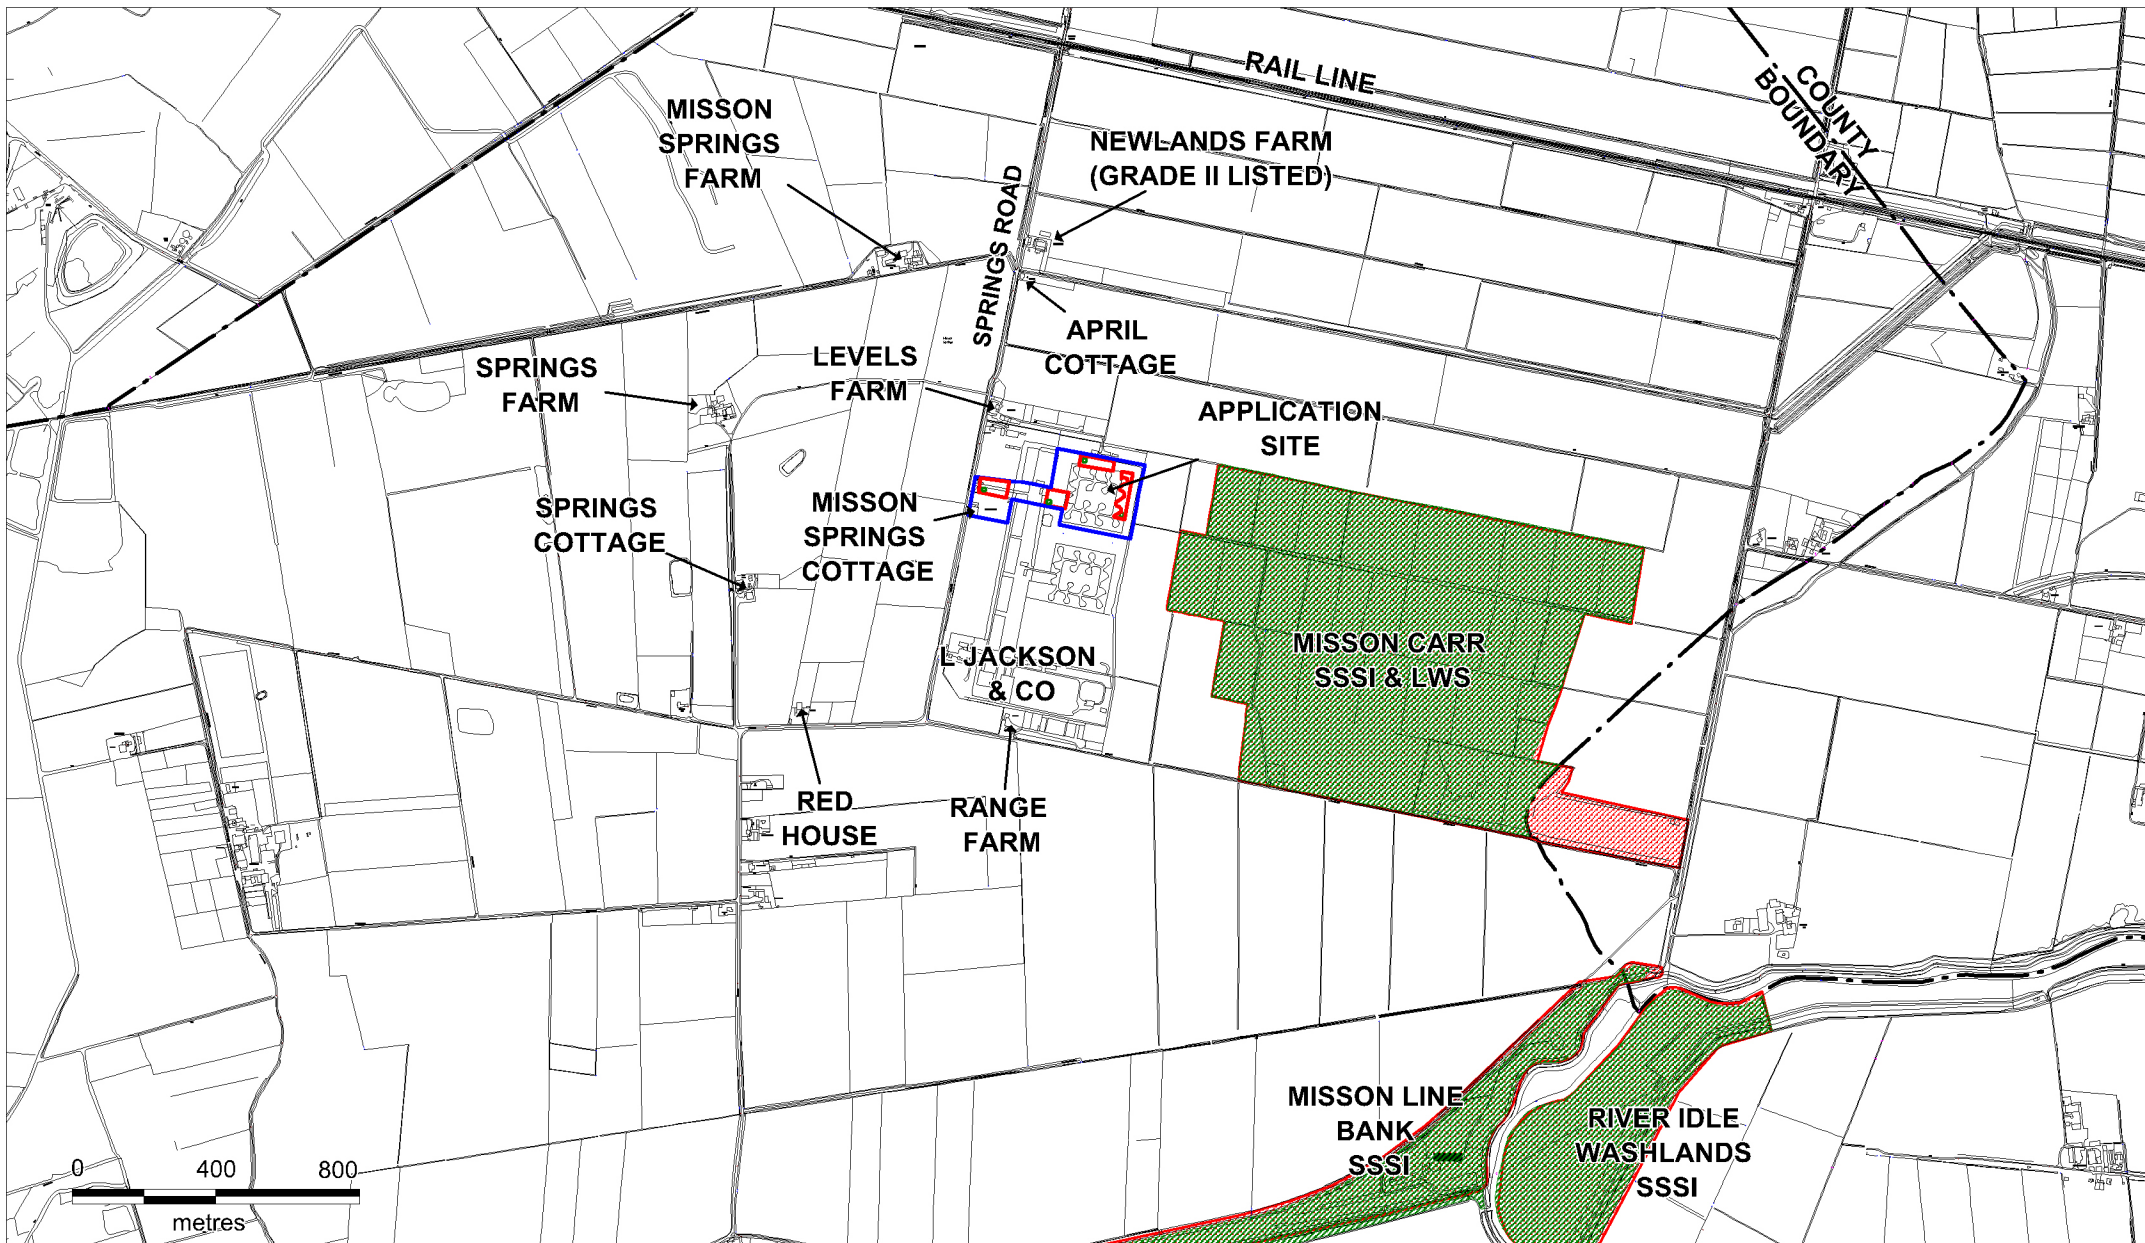 RAIL LINE
COUNTY
BOUNDARY
MISSON
SPRINGS
FARM
NEWLANDS FARM
(GRADE II LISTED)
SPRINGS ROAD
APRIL
COTTAGE
LEVELS
FARM
SPRINGS
FARM
APPLICATION
SITE
SPRINGS
COTTAGE
MISSON
SPRINGS
COTTAGE
MISSON CARR
SSSI & LWS
L JACKSON
& CO
RED
HOUSE
RANGE
FARM
MISSON LINE
BANK
SSSI
RIVER IDLE
WASHLANDS
SSSI
0 400 800
metres